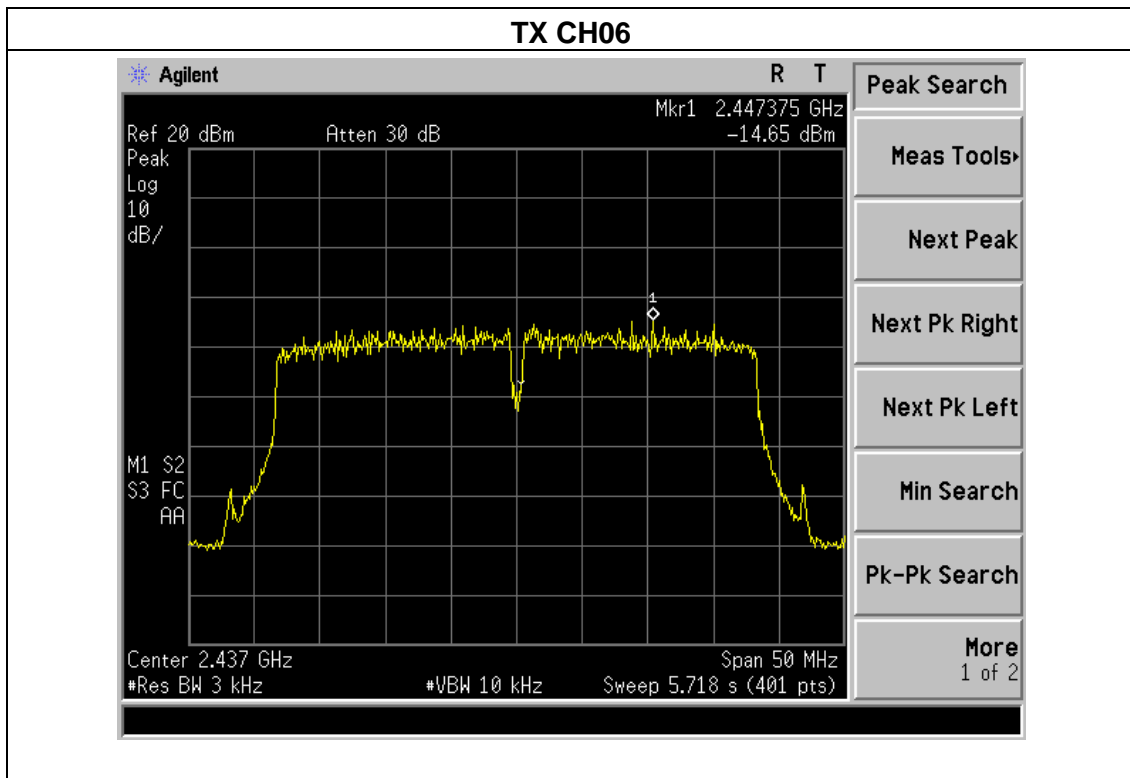 TX CH06
Agilent R T
Mkr1 2.447375 GHz
Ref 20 dBm Atten 30 dB -14.65 dBm
Peak
Log
10
dB/
1
M1 S2
S3 FC
AA
Center 2.437 GHz Span 50 MHz
#Res BW 3 kHz #VBW 10 kHz Sweep 5.718 s (401 pts)
Peak Search
Meas Tools
Next Peak
Next Pk Right
Next Pk Left
Min Search
Pk-Pk Search
More
1 of 2